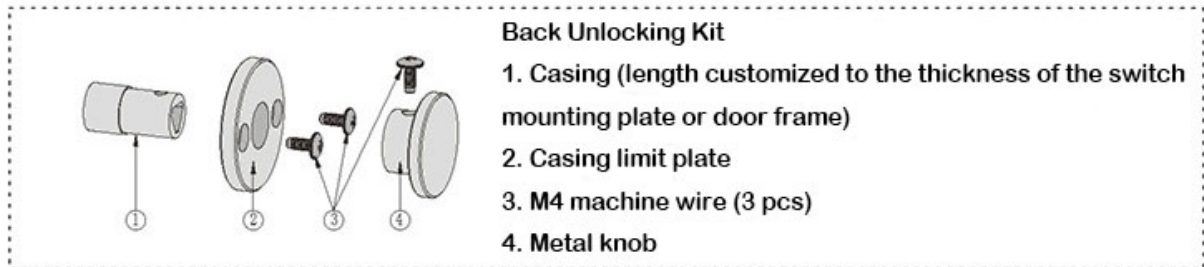 Back Unlocking Kit
1. Casing (length customized to the thickness of the switch
mounting plate or door frame)
2. Casing limit plate
3. M4 machine wire (3 pcs)
4. Metal knob
① ② ③ ④